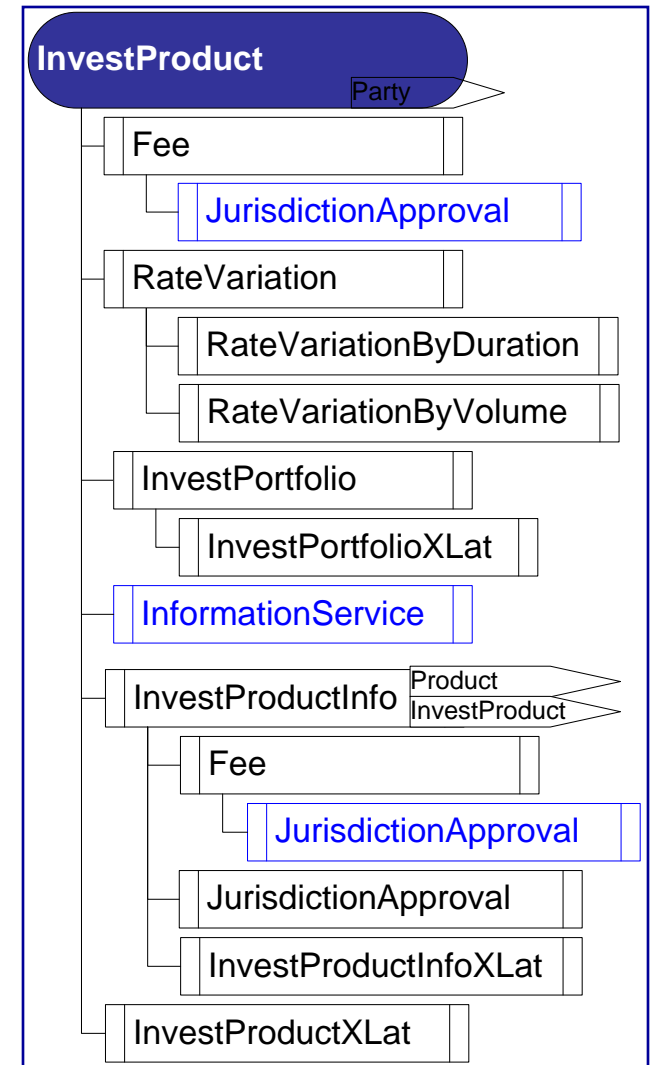 InvestProduct
Party
Fee
JurisdictionApproval
RateVariation
RateVariationByDuration
RateVariationByVolume
InvestPortfolio
InvestPortfolioXLat
InformationService
InvestProductInfo
Product
InvestProduct
Fee
JurisdictionApproval
JurisdictionApproval
InvestProductInfoXLat
InvestProductXLat